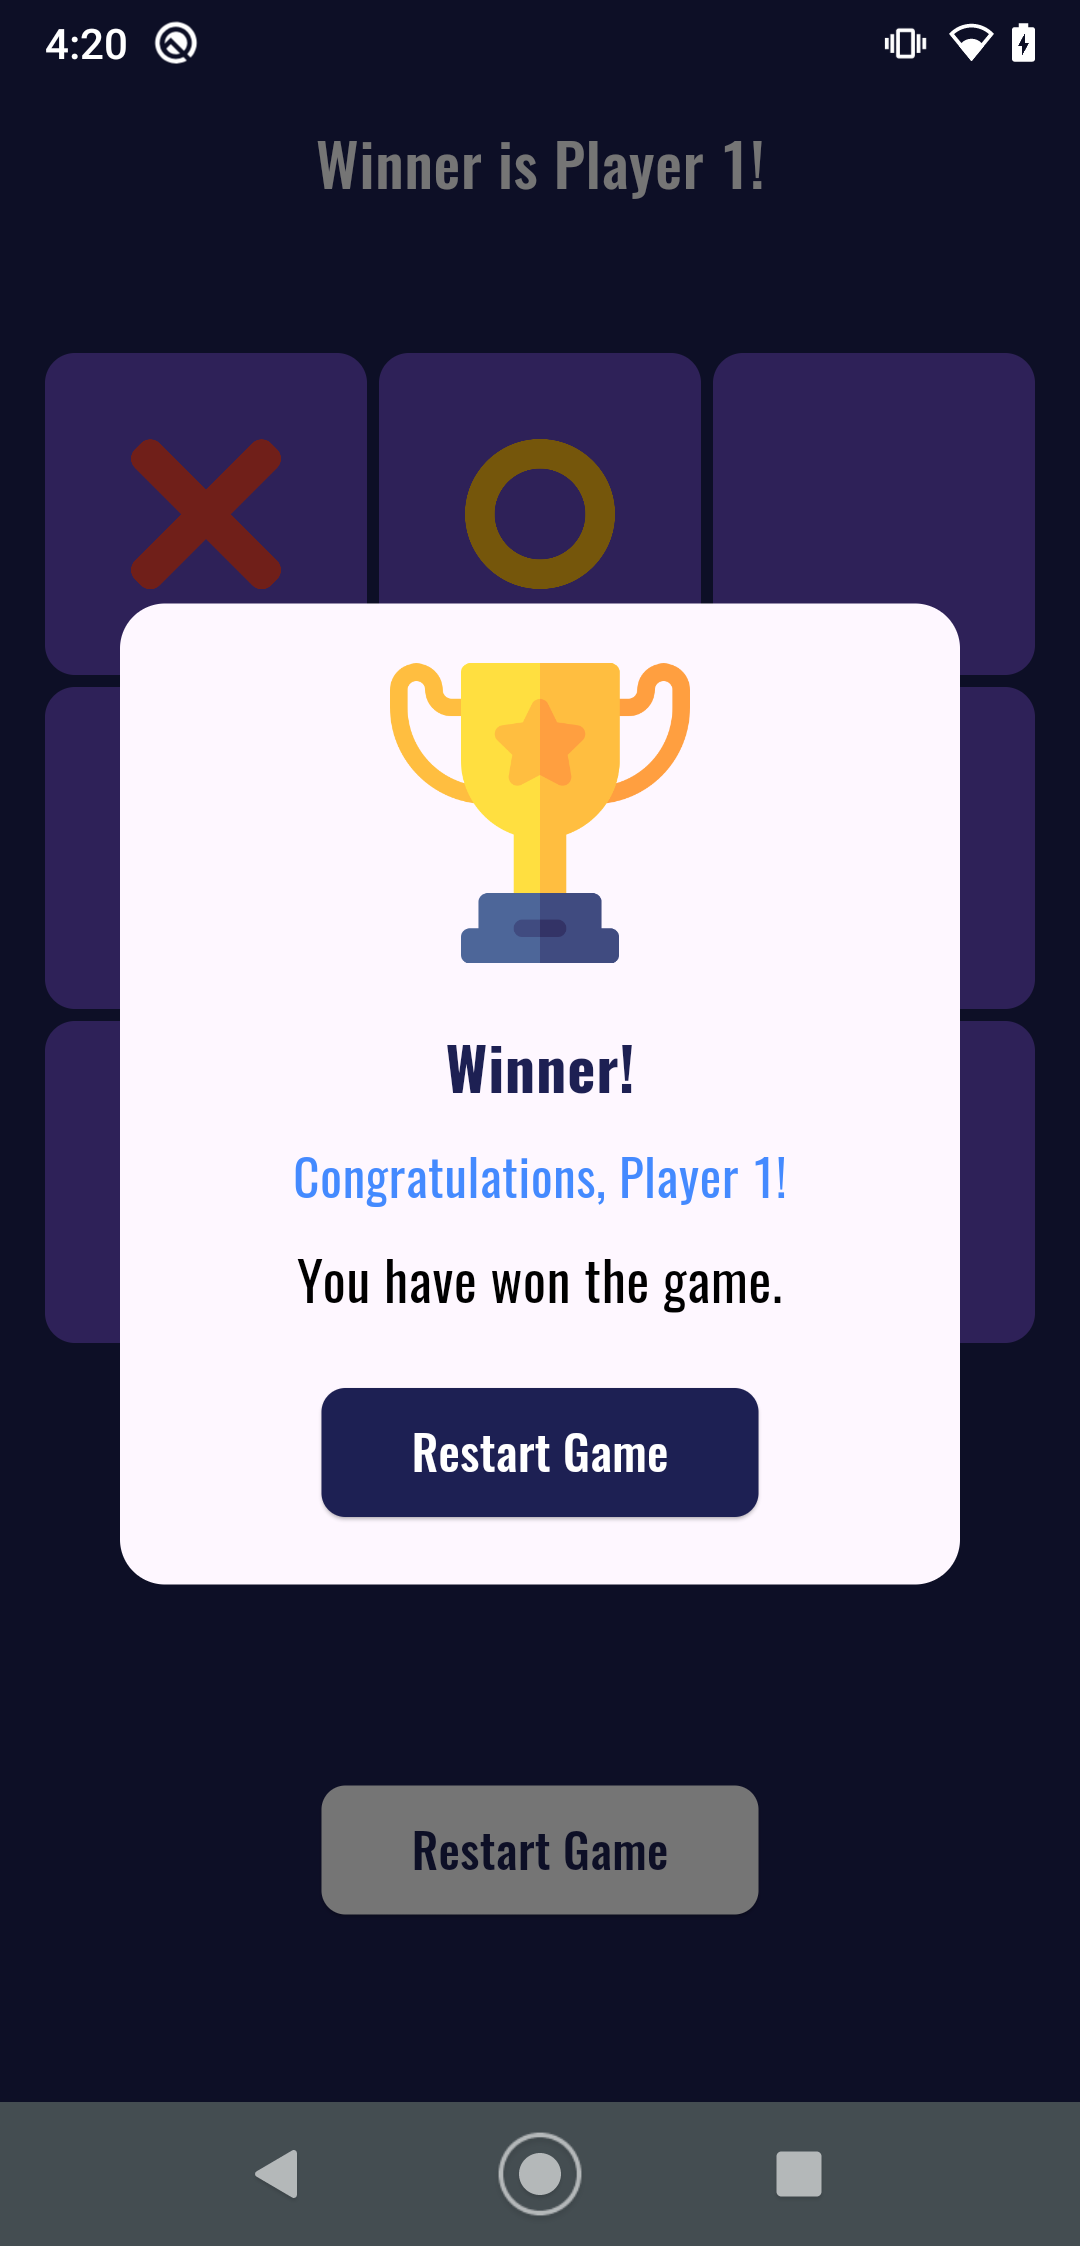 4:20
Winner is Player 1!
Winner!
Congratulations, Player 1!
You have won the game.
Restart Game
Restart Game